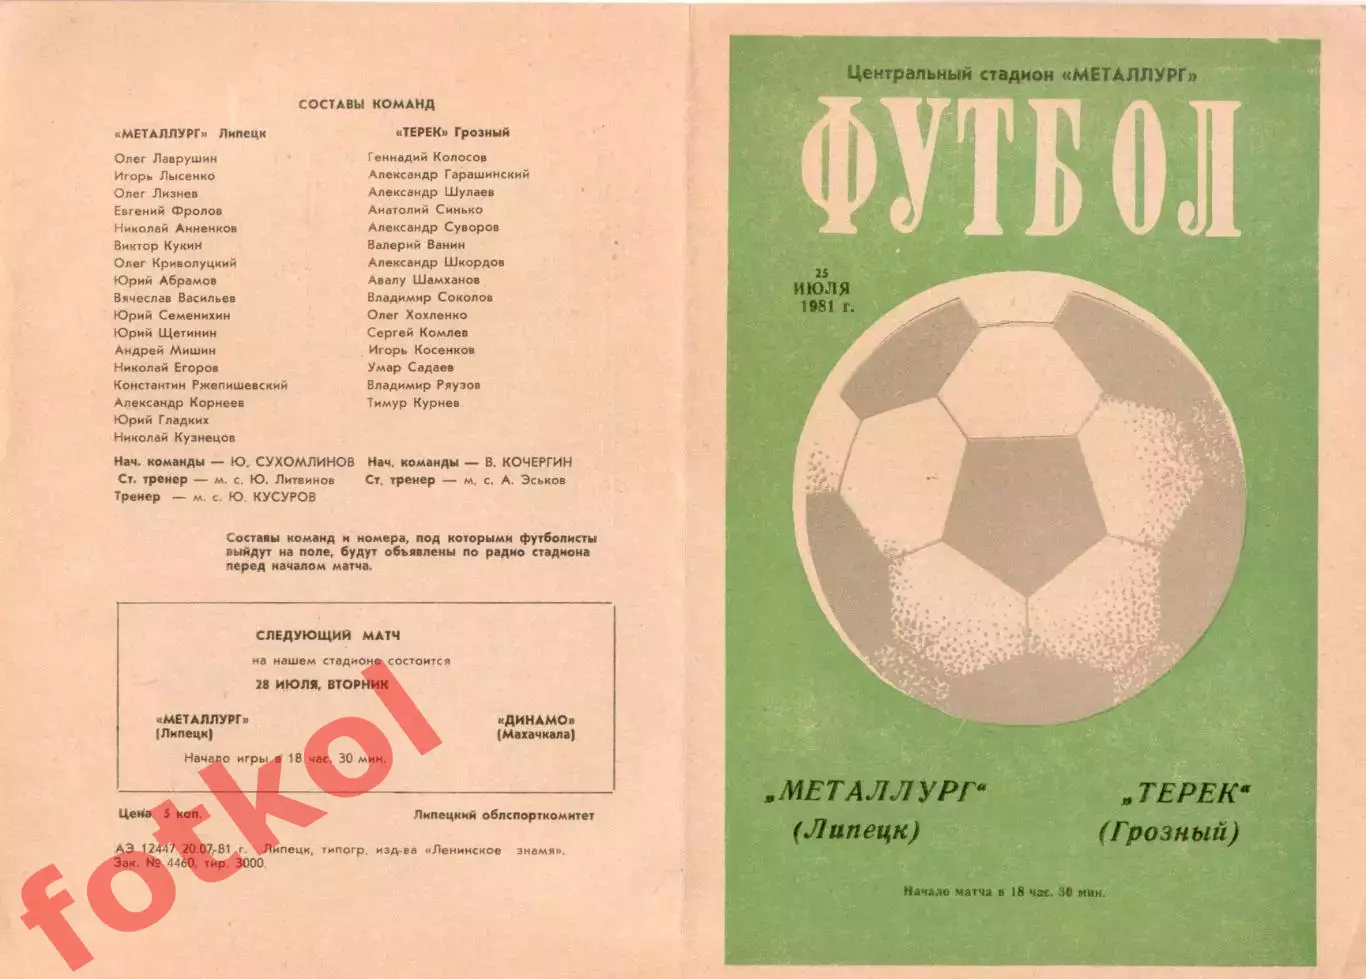 СОСТАВЫ КОМАНД
«МЕТАЛЛУРГ» Липецк
Олег Лаврушин
Игорь Лысенко
Олег Лизнев
Евгений Фролов
Николай Анненков
Виктор Кукин
Олег Криволуцкий
Юрий Абрамов
Вячеслав Васильев
Юрий Семенихин
Юрий Щетинин
Андрей Мишин
Николай Егоров
Константин Ржепишевский
Александр Корнеев
Юрий Гладких
Николай Кузнецов
Нач. команды — Ю. СУХОМЛИНОВ
Ст. тренер — м. с. Ю. Литвинов
Тренер — м. с. Ю. КУСУРОВ
«ТЕРЕК» Грозный
Геннадий Колосов
Александр Гарашинский
Александр Шулаев
Анатолий Синько
Александр Суворов
Валерий Ванин
Александр Шкордов
Авалу Шамханов
Владимир Соколов
Олег Хохленко
Сергей Комлев
Игорь Косенков
Умар Садаев
Владимир Ряузов
Тимур Курнев
Нач. команды — В. КОЧЕРГИН
Ст. тренер — м. с. А. Эськов
Составы команд и номера, под которыми футболисты
выйдут на поле, будут объявлены по радио стадиона
перед началом матча.
СЛЕДУЮЩИЙ МАТЧ
на нашем стадионе состоится
28 ИЮЛЯ, ВТОРНИК
«МЕТАЛЛУРГ» «ДИНАМО»
(Липецк) (Махачкала)
Начало игры в 18 час. 30 мин.
Цена 5 коп. Липецкий облспорткомитет
АЭ 12447 20.07-81 г. Липецк, типогр. изд-ва «Ленинское знамя».
Зак. № 4460, тир. 3000.
fotkol
Центральный стадион «МЕТАЛЛУРГ»
ФУТБОЛ
25
ИЮЛЯ
1981 г.
„МЕТАЛЛУРГ“ „ТЕРЕК“
(Липецк) (Грозный)
Начало матча в 18 час. 30 мин.